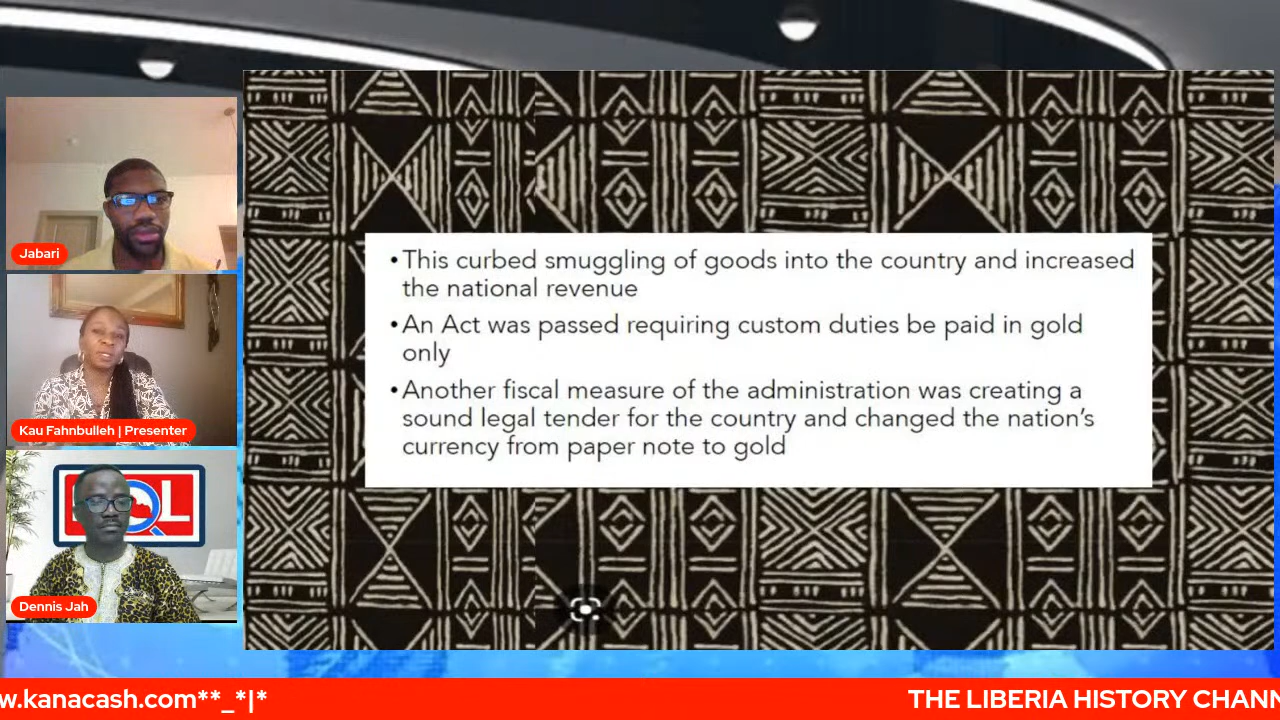 Jabari
Kau Fahnbulleh | Presenter
Dennis Jah
•This curbed smuggling of goods into the country and increased
the national revenue
•An Act was passed requiring custom duties be paid in gold
only
•Another fiscal measure of the administration was creating a
sound legal tender for the country and changed the nation’s
currency from paper note to gold
w.kanacash.com**_*|*
THE LIBERIA HISTORY CHANN